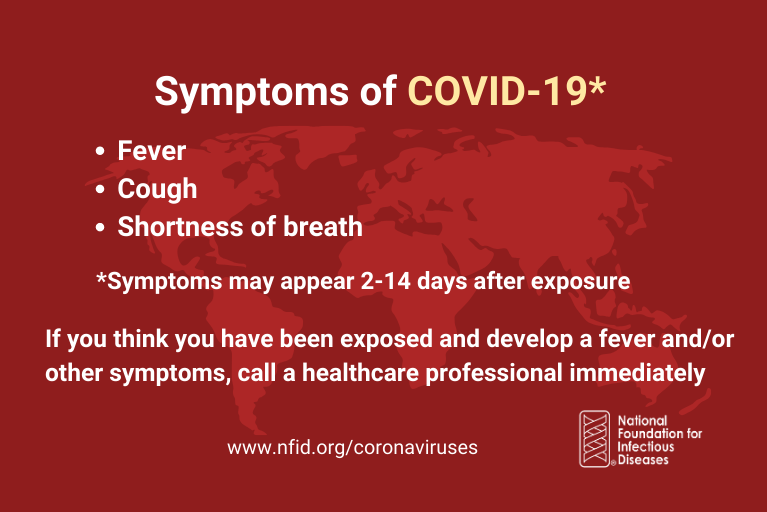 Symptoms of COVID-19*
• Fever
• Cough
• Shortness of breath
*Symptoms may appear 2-14 days after exposure
If you think you have been exposed and develop a fever and/or
other symptoms, call a healthcare professional immediately
www.nfid.org/coronaviruses
National
Foundation for
Infectious
® Diseases